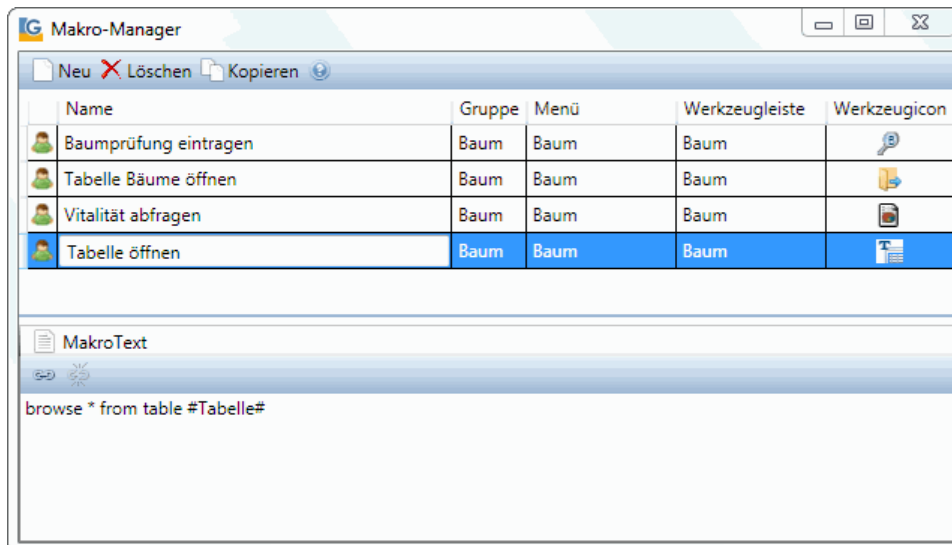 G Makro-Manager
Neu Löschen Kopieren
Name Gruppe Menü Werkzeugleiste Werkzeugicon
Baumprüfung eintragen Baum Baum Baum
Tabelle Bäume öffnen Baum Baum Baum
Vitalität abfragen Baum Baum Baum
Tabelle öffnen Baum Baum Baum
MakroText
browse * from table #Tabelle#